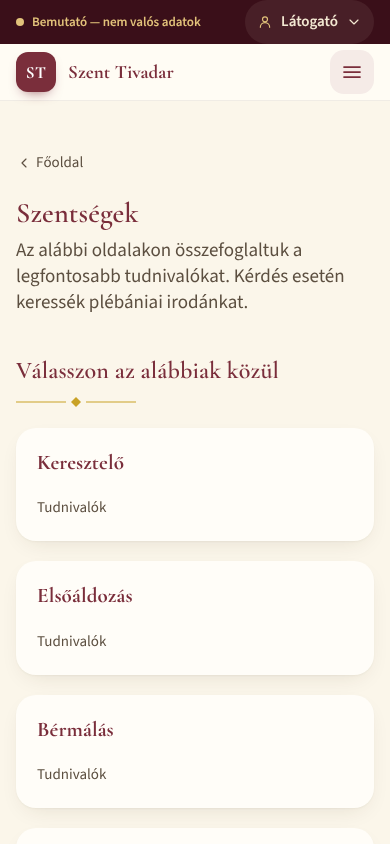 Bemutató — nem valós adatok
Látogató
ST
Szent Tivadar
Főoldal
Szentségek
Az alábbi oldalakon összefoglaltuk a
legfontosabb tudnivalókat. Kérdés esetén
keressék plébániai irodánkat.
Válasszon az alábbiak közül
Keresztelő
Tudnivalók
Elsőáldozás
Tudnivalók
Bérmálás
Tudnivalók